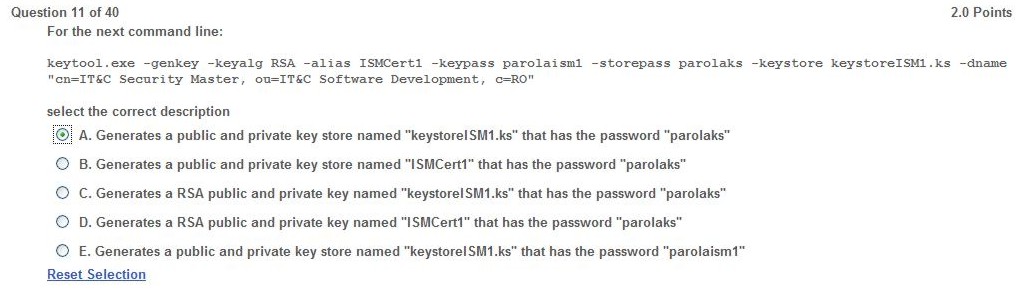 Question 11 of 40 2.0 Points
For the next command line:
keytool.exe -genkey -keyalg RSA -alias ISMCert1 -keypass parolaism1 -storepass parolaks -keystore keystoreISM1.ks -dname
"cn=IT&C Security Master, ou=IT&C Software Development, c=RO"
select the correct description
A. Generates a public and private key store named "keystoreISM1.ks" that has the password "parolaks"
B. Generates a public and private key store named "ISMCert1" that has the password "parolaks"
C. Generates a RSA public and private key named "keystoreISM1.ks" that has the password "parolaks"
D. Generates a RSA public and private key named "ISMCert1" that has the password "parolaks"
E. Generates a public and private key store named "keystoreISM1.ks" that has the password "parolaism1"
Reset Selection